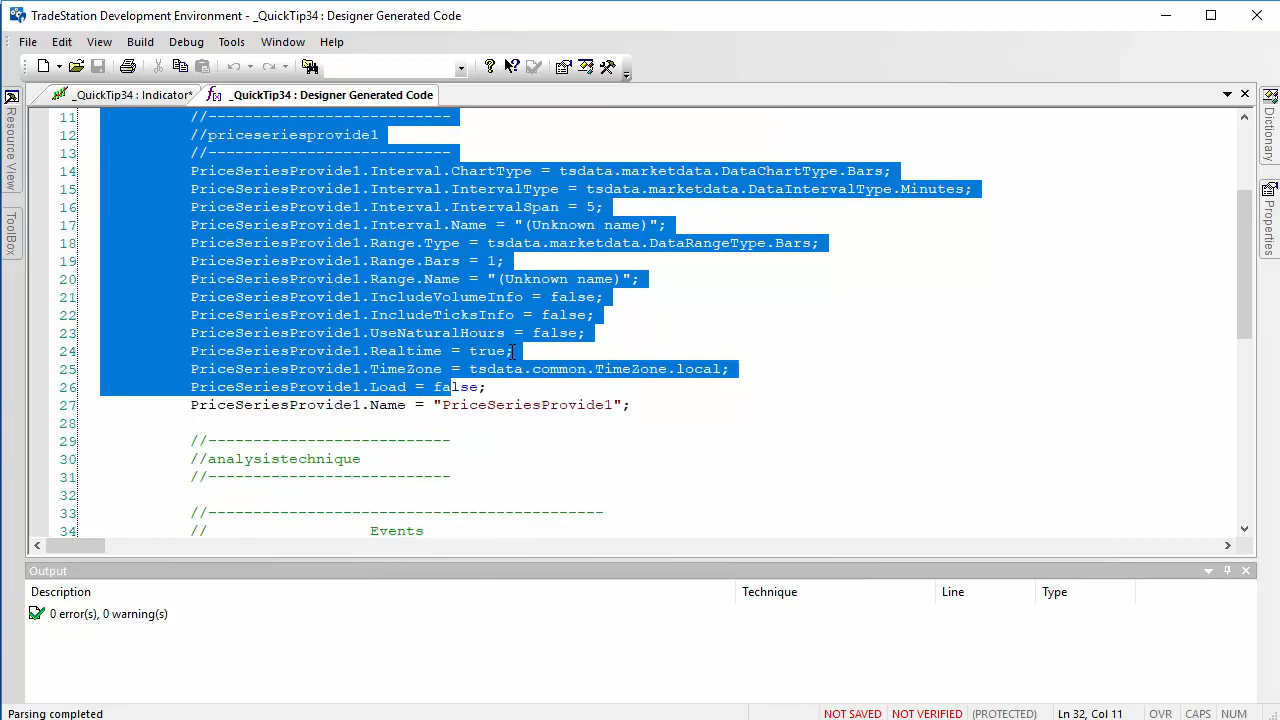 TradeStation Development Environment - _QuickTip34 : Designer Generated Code
File Edit View Build Debug Tools Window Help
_QuickTip34 : Indicator* _QuickTip34 : Designer Generated Code
Resource View
ToolBox
Dictionary
Properties
11 //---------------------------
12 //priceseriesprovide1
13 //---------------------------
14 PriceSeriesProvide1.Interval.ChartType = tsdata.marketdata.DataChartType.Bars;
15 PriceSeriesProvide1.Interval.IntervalType = tsdata.marketdata.DataIntervalType.Minutes;
16 PriceSeriesProvide1.Interval.IntervalSpan = 5;
17 PriceSeriesProvide1.Interval.Name = "(Unknown name)";
18 PriceSeriesProvide1.Range.Type = tsdata.marketdata.DataRangeType.Bars;
19 PriceSeriesProvide1.Range.Bars = 1;
20 PriceSeriesProvide1.Range.Name = "(Unknown name)";
21 PriceSeriesProvide1.IncludeVolumeInfo = false;
22 PriceSeriesProvide1.IncludeTicksInfo = false;
23 PriceSeriesProvide1.UseNaturalHours = false;
24 PriceSeriesProvide1.Realtime = true;
25 PriceSeriesProvide1.TimeZone = tsdata.common.TimeZone.local;
26 PriceSeriesProvide1.Load = false;
27 PriceSeriesProvide1.Name = "PriceSeriesProvide1";
28
29 //---------------------------
30 //analysistechnique
31 //---------------------------
32
33 //--------------------------------------------
34 // Events
Output
Description Technique Line Type
0 error(s), 0 warning(s)
Parsing completed NOT SAVED NOT VERIFIED (PROTECTED) Ln 32, Col 11 OVR CAPS NUM